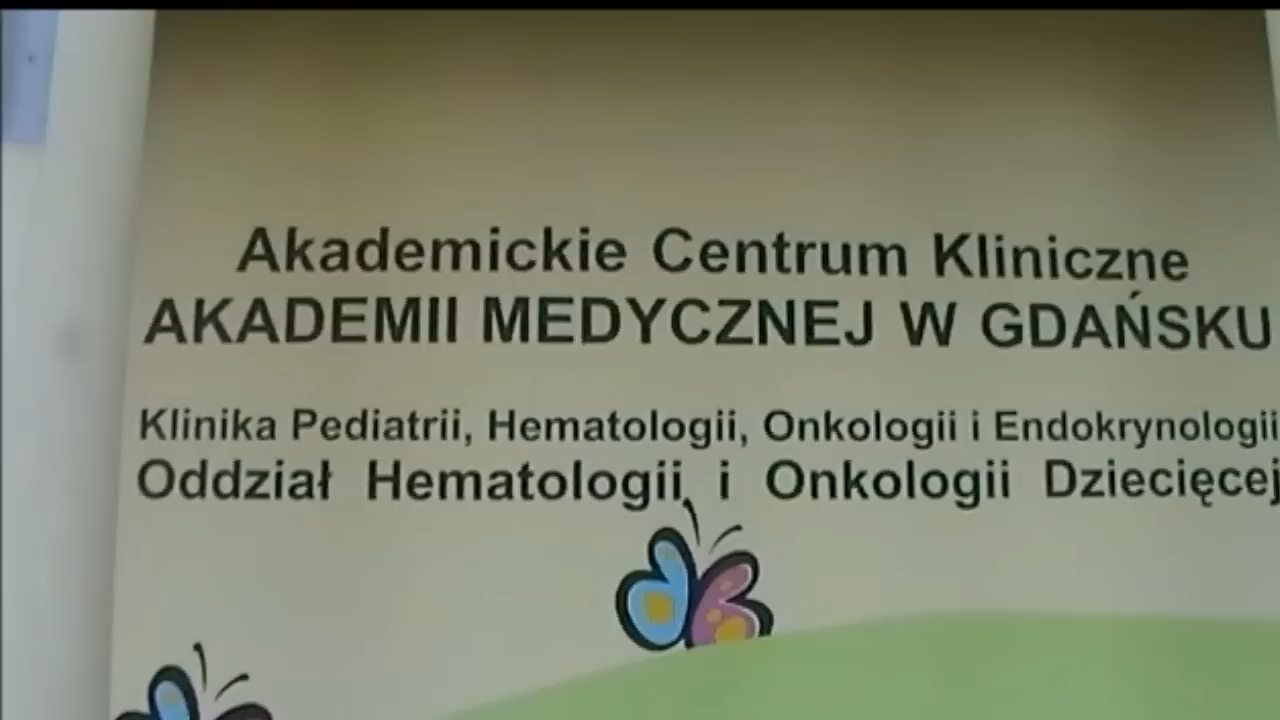 Akademickie Centrum Kliniczne
AKADEMII MEDYCZNEJ W GDAŃSKU
Klinika Pediatrii, Hematologii, Onkologii i Endokrynologii
Oddział Hematologii i Onkologii Dziecięcej